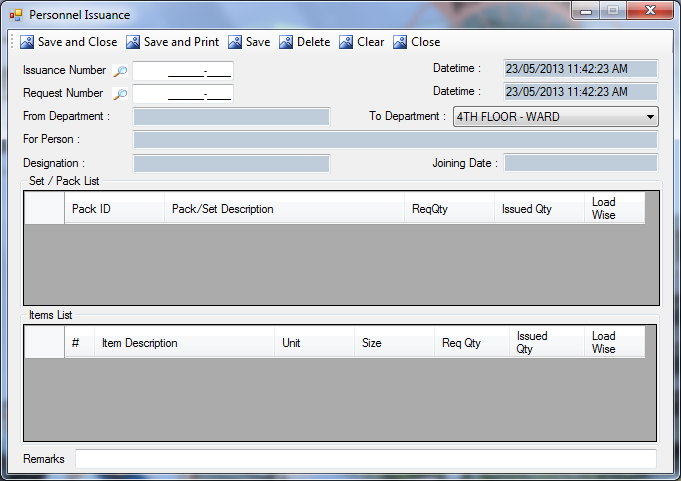 Personnel Issuance
Save and Close Save and Print Save Delete Clear Close
Issuance Number ______-____ Datetime : 23/05/2013 11:42:23 AM
Request Number ______-____ Datetime : 23/05/2013 11:42:23 AM
From Department : To Department : 4TH FLOOR - WARD
For Person :
Designation : Joining Date :
Set / Pack List
Pack ID Pack/Set Description ReqQty Issued Qty Load Wise
Items List
# Item Description Unit Size Req Qty Issued Qty Load Wise
Remarks